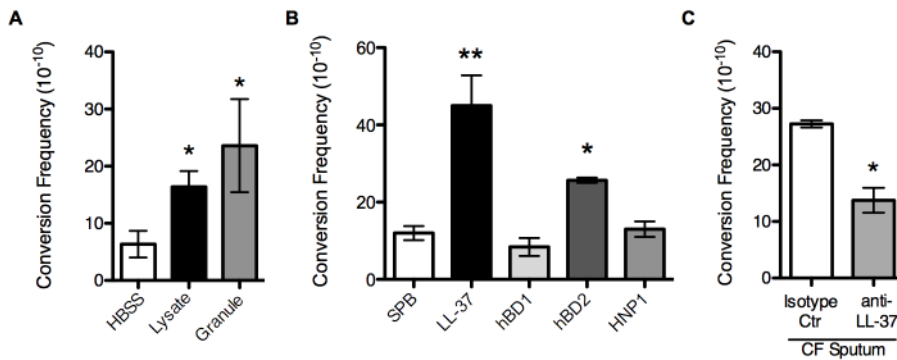 A
Conversion Frequency (10-10)
40
30
20
10
0
*
*
HBSS
Lysate
Granule
B
Conversion Frequency (10-10)
60
40
20
0
**
*
SPB
LL-37
hBD1
hBD2
HNP1
C
Conversion Frequency (10-10)
40
30
20
10
0
*
Isotype anti-
Ctr LL-37
CF Sputum